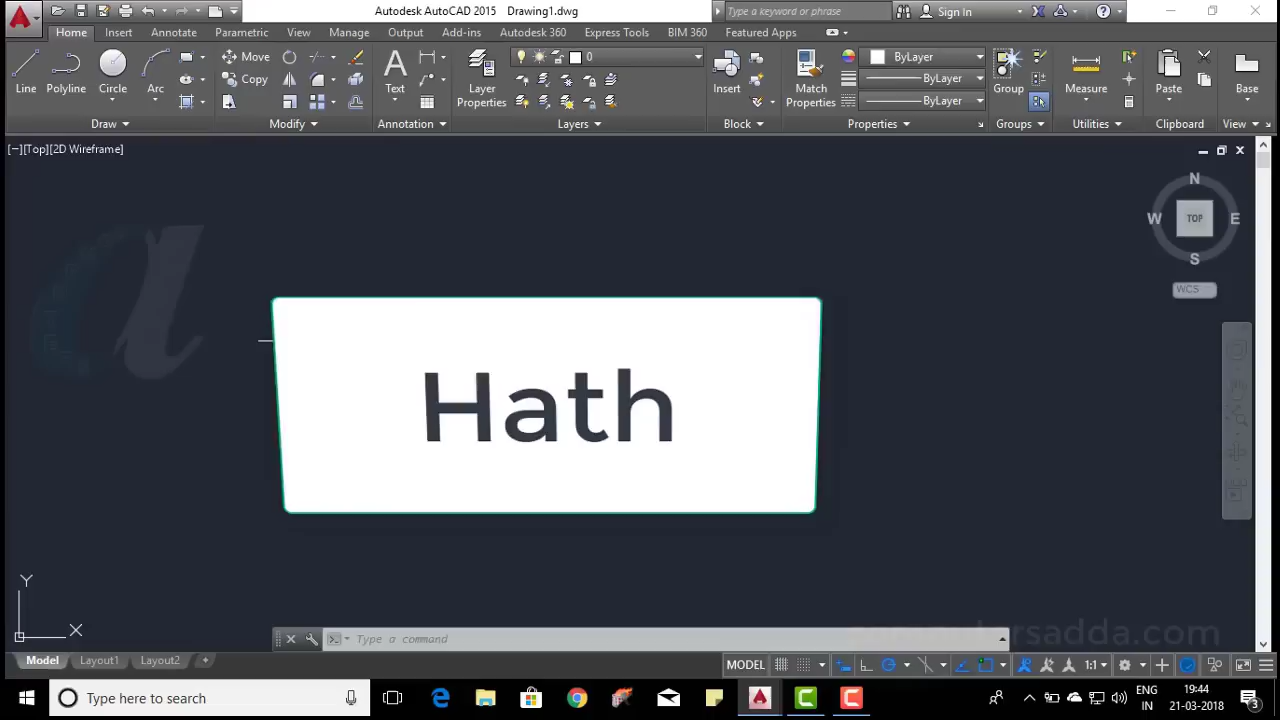 Autodesk AutoCAD 2015 Drawing1.dwg
Type a keyword or phrase
Sign In
Home Insert Annotate Parametric View Manage Output Add-ins Autodesk 360 Express Tools BIM 360 Featured Apps
Line Polyline Circle Arc
Move
Copy
Text
Layer Properties
0
Insert
Match Properties
ByLayer
ByLayer
ByLayer
Group
Measure
Paste
Base
Draw Modify Annotation Layers Block Properties Groups Utilities Clipboard View
[−][Top][2D Wireframe]
N
W TOP E
S
WCS
Hath
Y
X
Type a command
Model Layout1 Layout2 +
MODEL 1:1
Type here to search
ENG
IN
19:44
21-03-2018
3